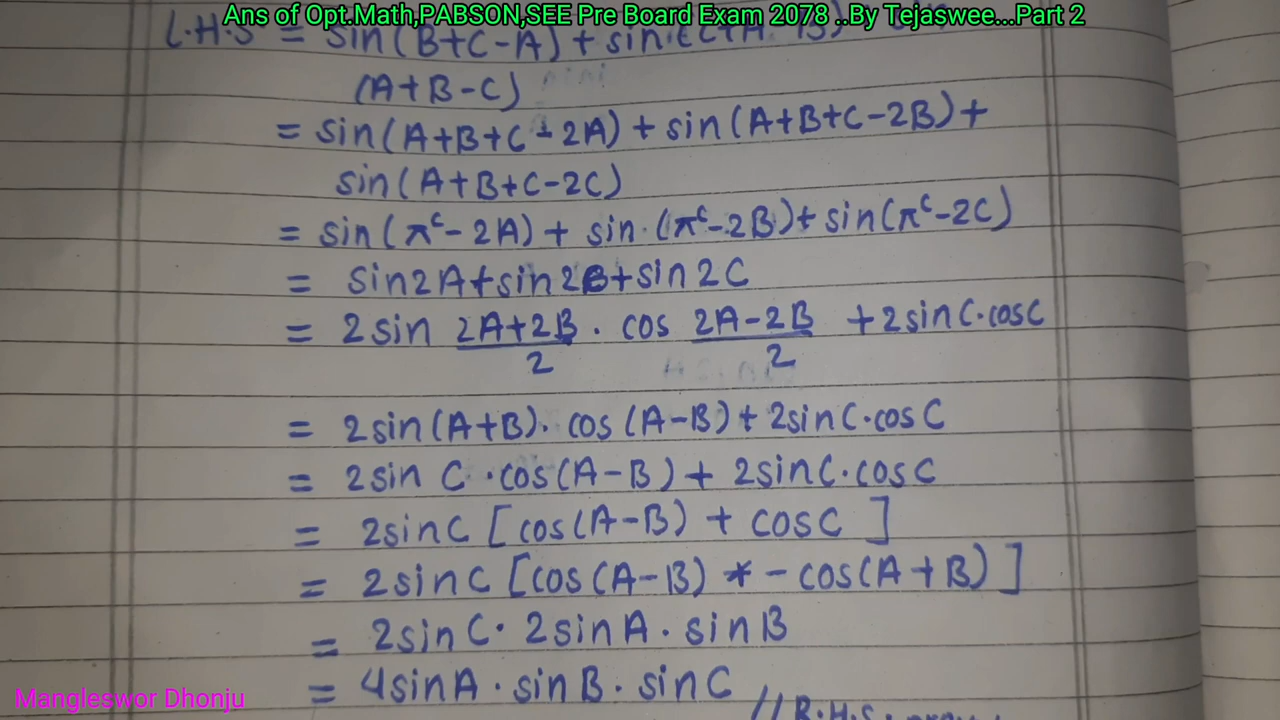 Ans of Opt.Math,PABSON,SEE Pre Board Exam 2078 ..By Tejaswee...Part 2
L.H.S = sin(B+C-A) + sin
(A+B-C)
= sin(A+B+C-2A) + sin(A+B+C-2B)+
sin(A+B+C-2C)
= sin(π^c-2A) + sin.(π^c-2B)+ sin(π^c-2C)
= sin2A+sin2B+sin2C
= 2sin (2A+2B)/2 . cos (2A-2B)/2 +2sinC.cosC
= 2sin(A+B). cos(A-B)+2sinC.cosC
= 2sin C .cos(A-B)+ 2sinC.cosC
= 2sinC [cos(A-B) + cosC ]
= 2sinC [cos(A-B) - cos(A+B)]
= 2sinC. 2sinA. sinB
= 4sinA. sinB. sinC
// R.H.S.
Mangleswor Dhonju